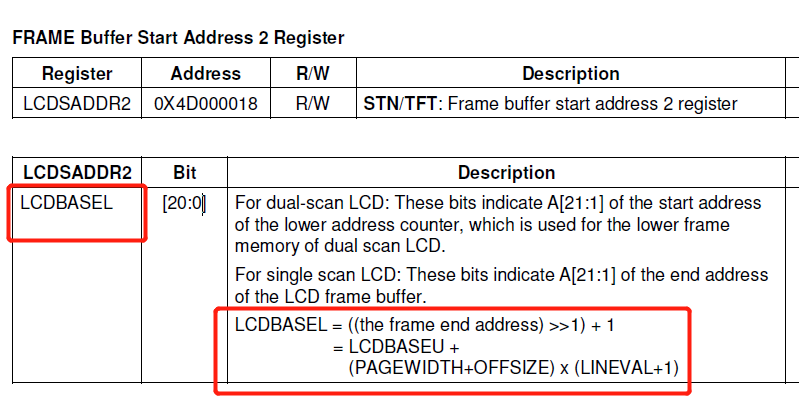 FRAME Buffer Start Address 2 Register
Register Address R/W Description
LCDSADDR2 0X4D000018 R/W STN/TFT: Frame buffer start address 2 register
LCDSADDR2 Bit Description
LCDBASEL [20:0] For dual-scan LCD: These bits indicate A[21:1] of the start address
of the lower address counter, which is used for the lower frame
memory of dual scan LCD.
For single scan LCD: These bits indicate A[21:1] of the end address
of the LCD frame buffer.
LCDBASEL = ((the frame end address) >>1) + 1
= LCDBASEU +
(PAGEWIDTH+OFFSIZE) x (LINEVAL+1)